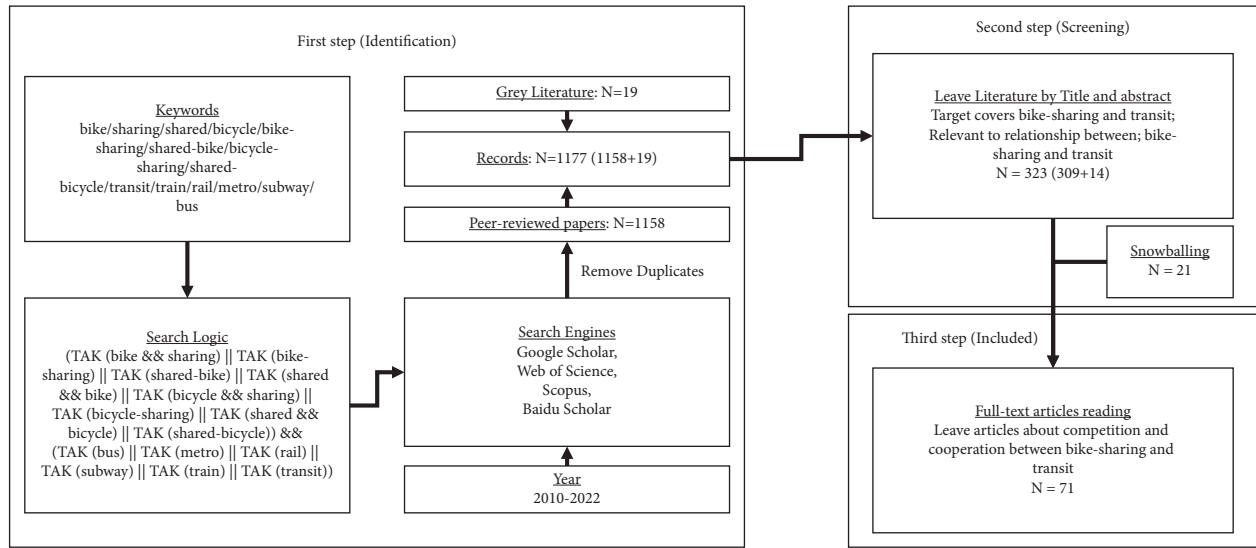 First step (Identification)
Keywords
bike/sharing/shared/bicycle/bike-
sharing/shared-bike/bicycle-
sharing/shared-
bicycle/transit/train/rail/metro/subway/
bus
Search Logic
(TAK (bike && sharing) || TAK (bike-
sharing) || TAK (shared-bike) || TAK (shared
&& bike) || TAK (bicycle && sharing) ||
TAK (bicycle-sharing) || TAK (shared &&
bicycle) || TAK (shared-bicycle)) &&
(TAK (bus) || TAK (metro) || TAK (rail) ||
TAK (subway) || TAK (train) || TAK (transit))
Grey Literature: N=19
Records: N=1177 (1158+19)
Peer-reviewed papers: N=1158
Remove Duplicates
Search Engines
Google Scholar,
Web of Science,
Scopus,
Baidu Scholar
Year
2010-2022
Second step (Screening)
Leave Literature by Title and abstract
Target covers bike-sharing and transit;
Relevant to relationship between; bike-
sharing and transit
N = 323 (309+14)
Snowballing
N = 21
Third step (Included)
Full-text articles reading
Leave articles about competition and
cooperation between bike-sharing and
transit
N = 71